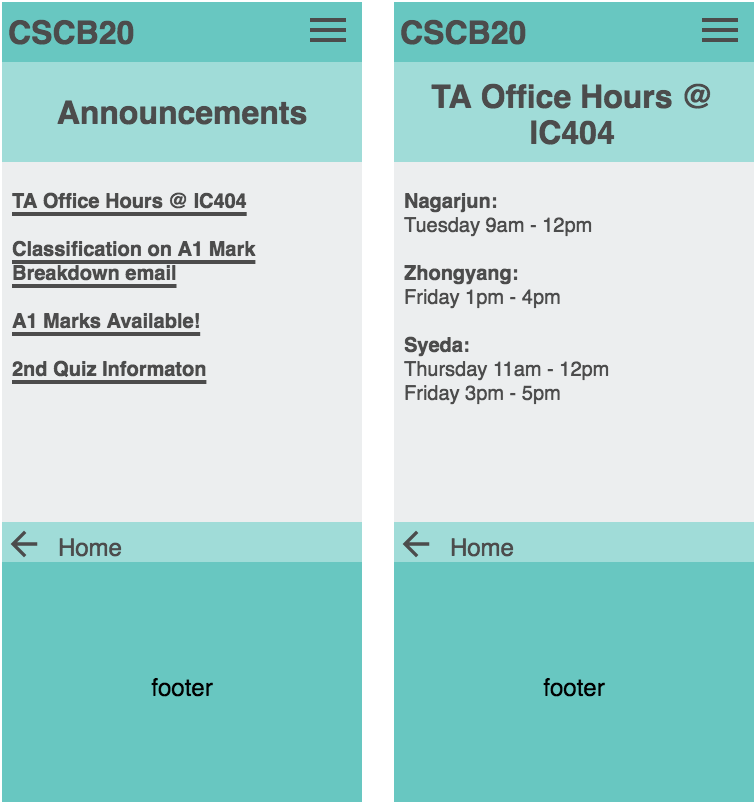 CSCB20
Announcements
TA Office Hours @ IC404
Classification on A1 Mark
Breakdown email
A1 Marks Available!
2nd Quiz Informaton
Home
footer
CSCB20
TA Office Hours @
IC404
Nagarjun:
Tuesday 9am - 12pm
Zhongyang:
Friday 1pm - 4pm
Syeda:
Thursday 11am - 12pm
Friday 3pm - 5pm
Home
footer